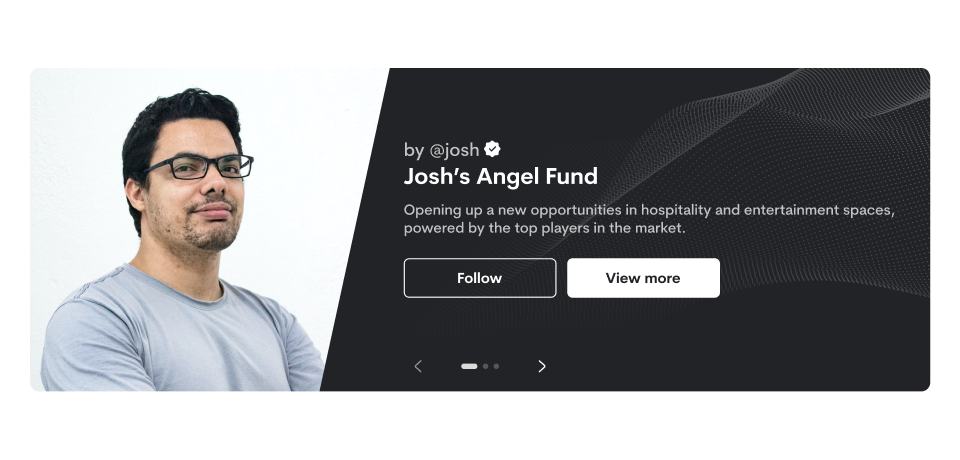 by @josh
Josh’s Angel Fund
Opening up a new opportunities in hospitality and entertainment spaces,
powered by the top players in the market.
Follow
View more